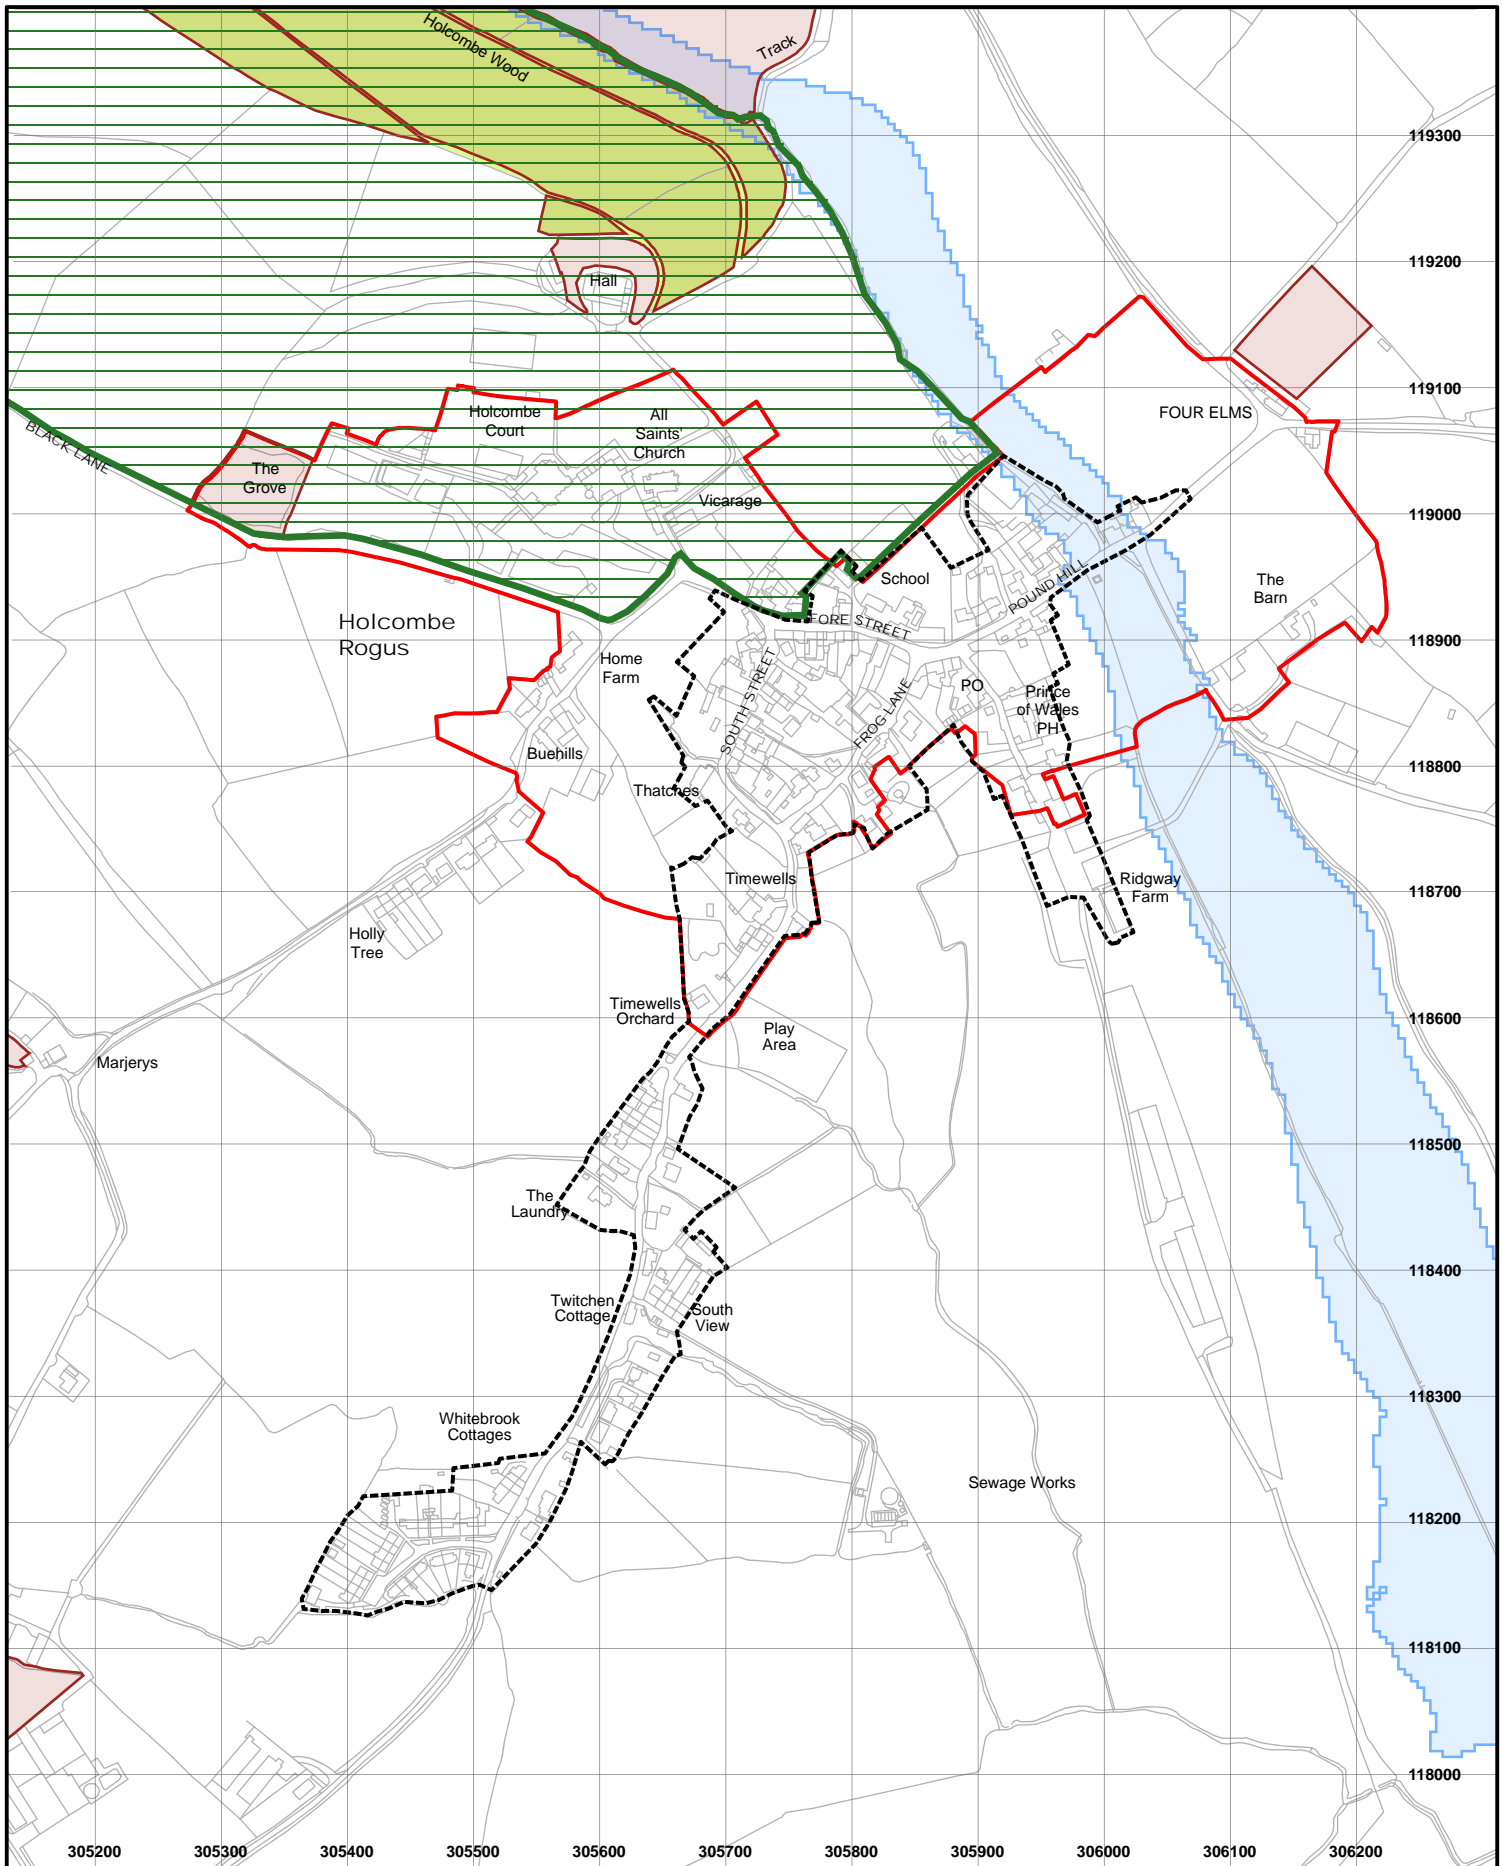 Holcombe Wood
Track
119300
119200
Hall
119100
Holcombe
Court
All
Saints'
Church
FOUR ELMS
BLACK LANE
The
Grove
Vicarage
119000
School
The
Barn
POUND HILL
Holcombe
Rogus
FORE STREET
118900
Home
Farm
SOUTH STREET
FROG LANE
PO
Prince
of Wales
PH
Buehills
118800
Thatches
Timewells
Ridgway
Farm
118700
Holly
Tree
Timewells
Orchard
Play
Area
118600
Marjerys
118500
The
Laundry
118400
Twitchen
Cottage
South
View
118300
Whitebrook
Cottages
Sewage Works
118200
118100
118000
305200 305300 305400 305500 305600 305700 305800 305900 306000 306100 306200